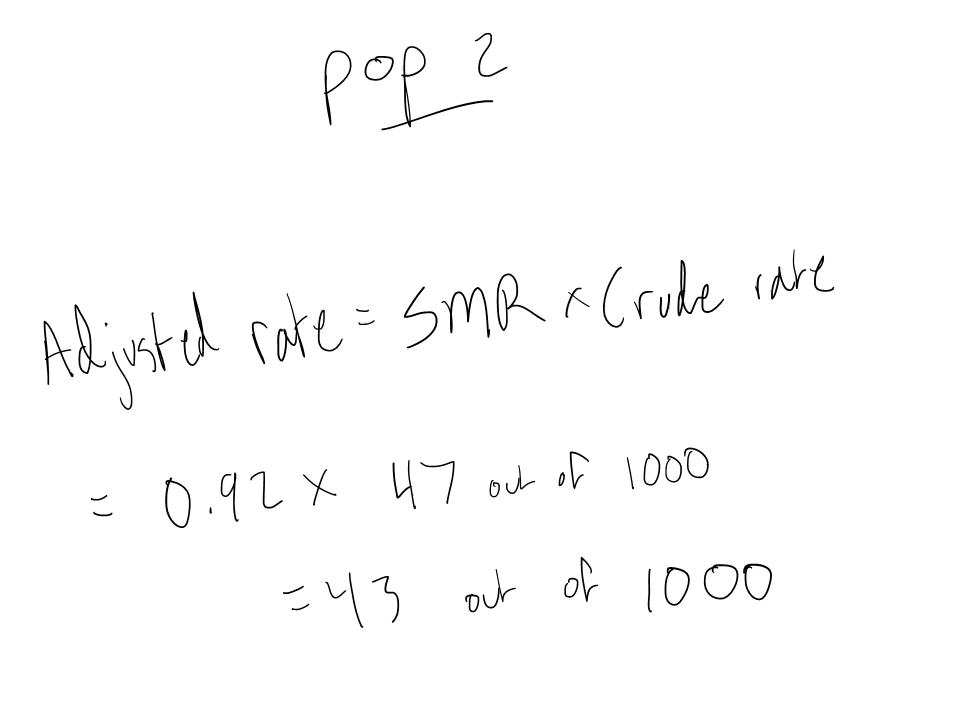 pop 2
Adjusted rate = SMR × Crude rate
= 0.92 × 47 out of 1000
= 43 out of 1000